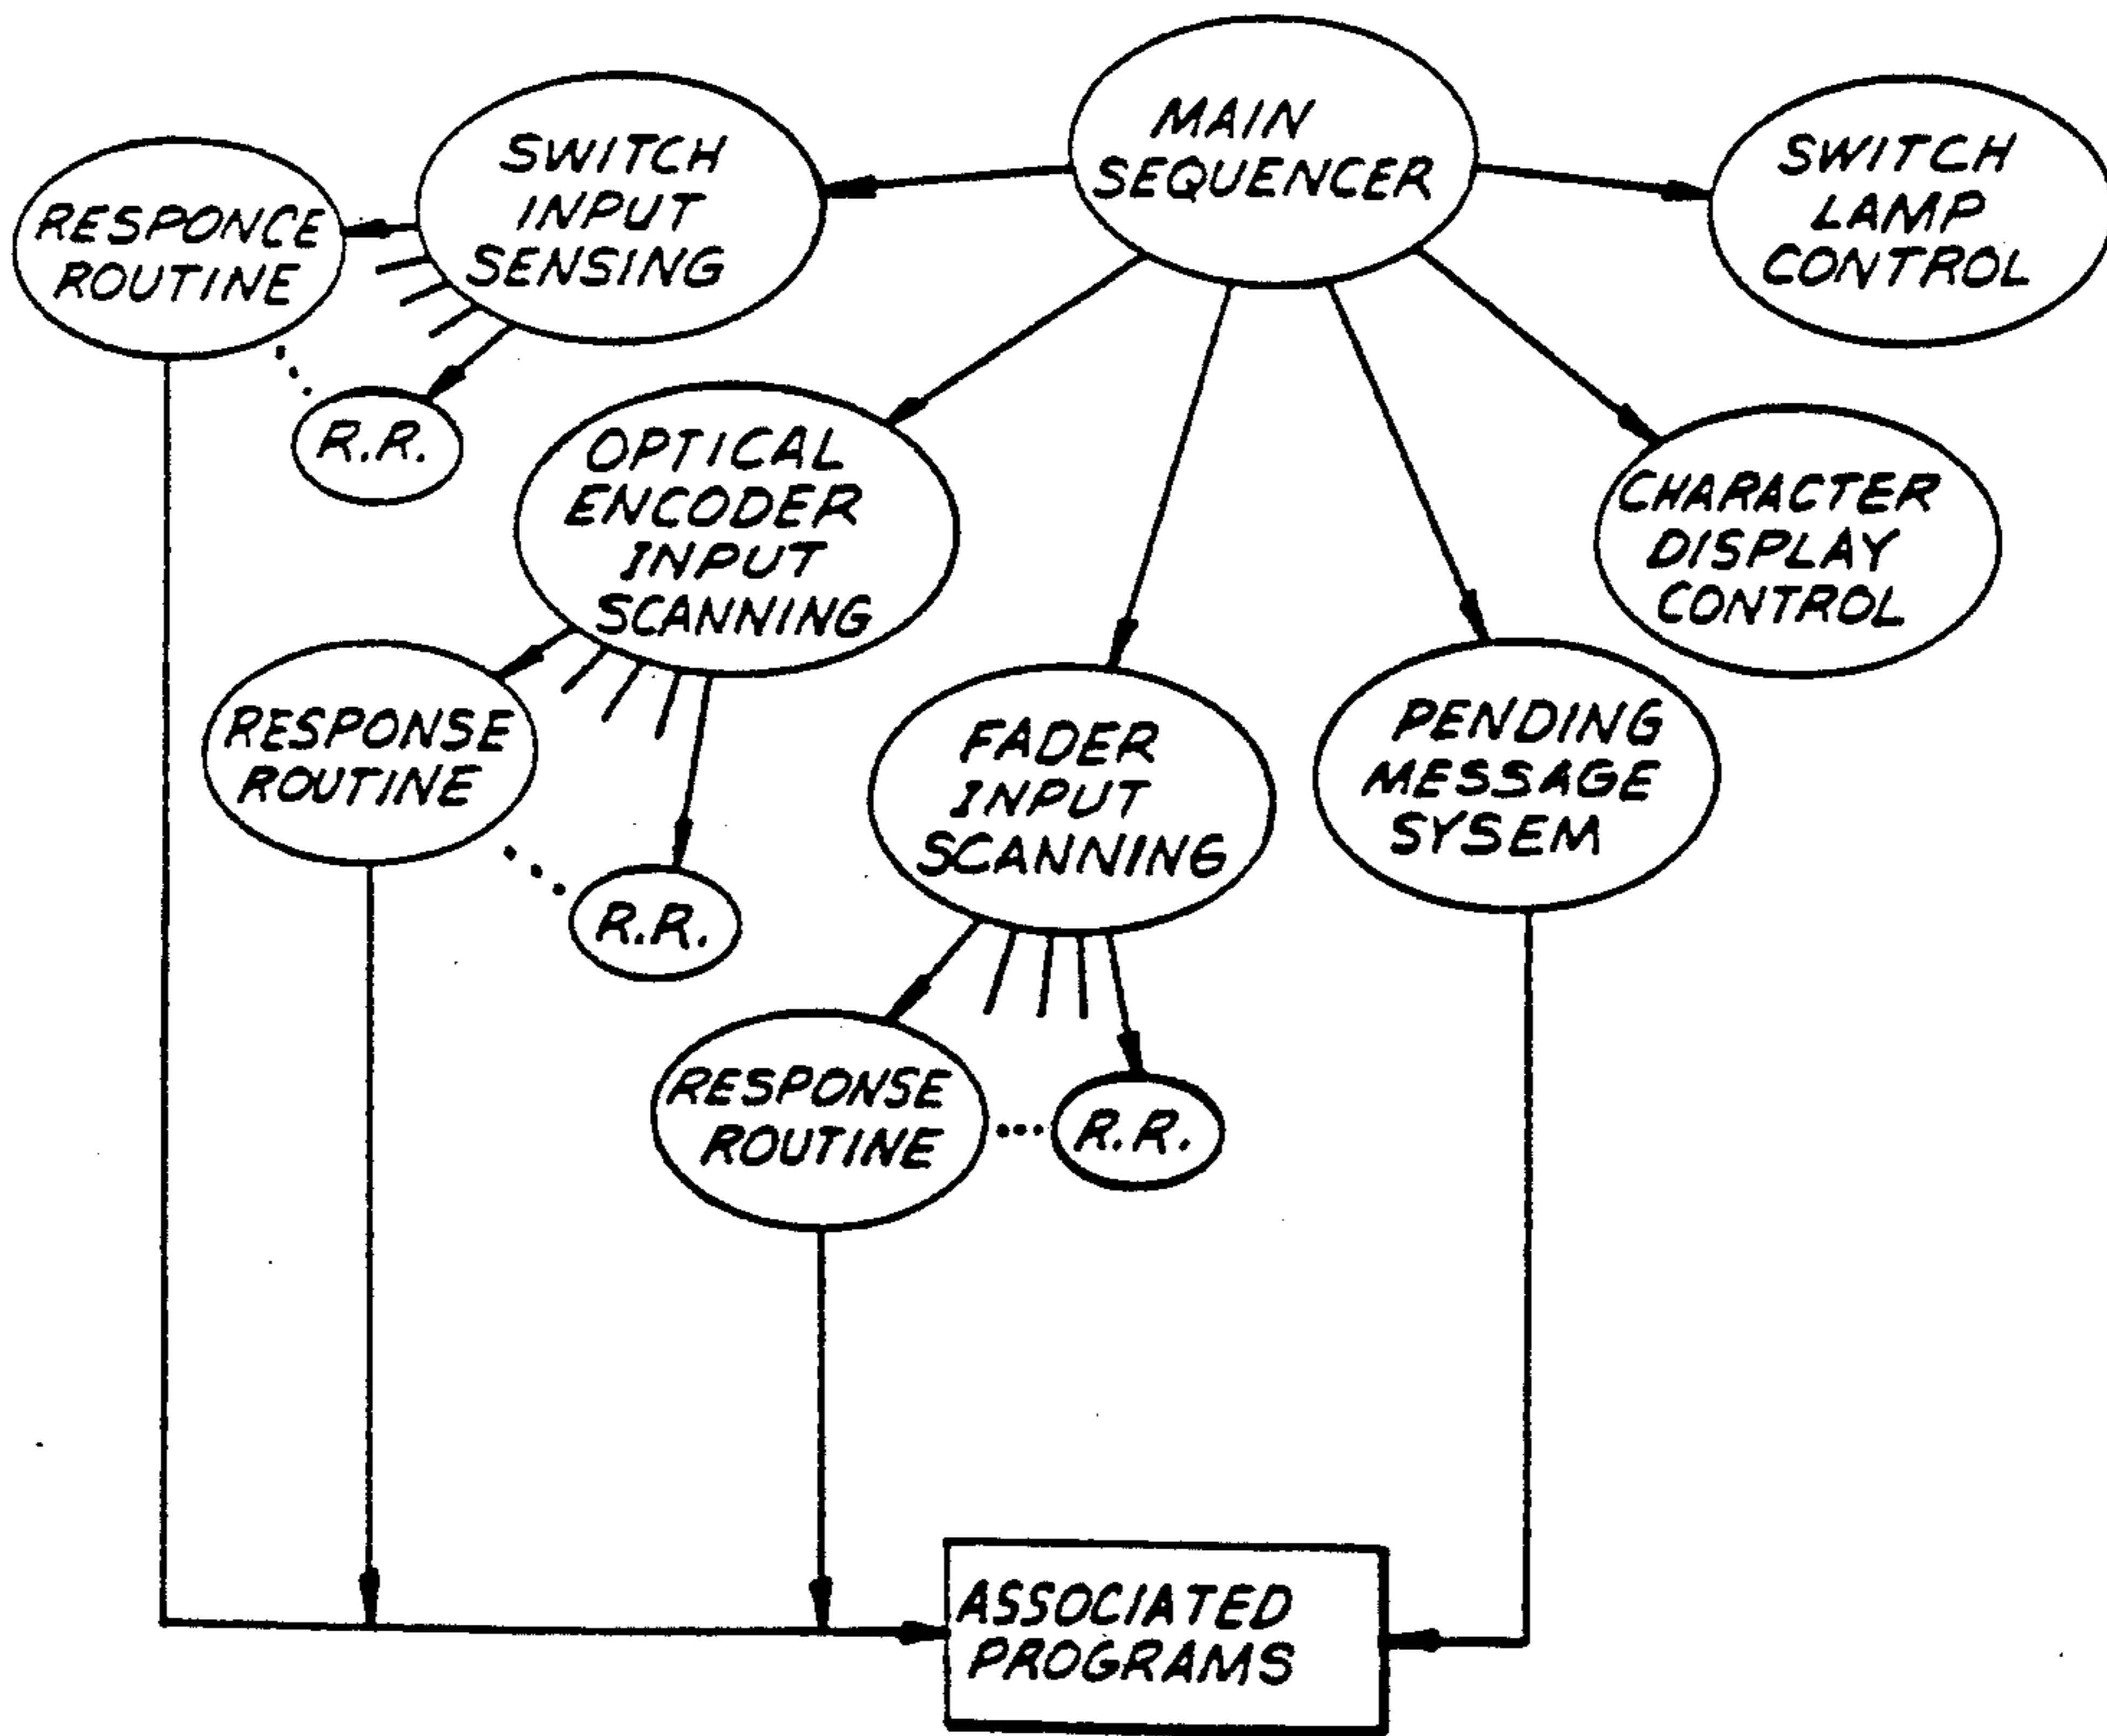 MAIN
SEQUENCER
SWITCH
INPUT
SENSING
SWITCH
LAMP
CONTROL
RESPONCE
ROUTINE
R.R.
OPTICAL
ENCODER
INPUT
SCANNING
CHARACTER
DISPLAY
CONTROL
RESPONSE
ROUTINE
R.R.
FADER
INPUT
SCANNING
PENDING
MESSAGE
SYSEM
RESPONSE
ROUTINE
R.R.
ASSOCIATED
PROGRAMS